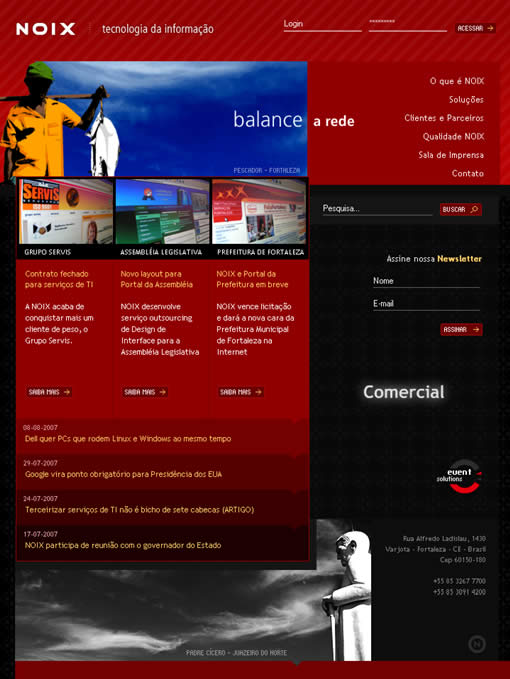 NOIX
tecnologia da informação
Login
*********
ACESSAR
O que é NOIX
Soluções
Clientes e Parceiros
Qualidade NOIX
Sala de Imprensa
Contato
balance a rede
PESCADOR - FORTALEZA
SERVIS
GRUPO SERVIS
ASSEMBLÉIA LEGISLATIVA
PREFEITURA DE FORTALEZA
Contrato fechado
para serviços de TI
A NOIX acaba de
conquistar mais um
cliente de peso, o
Grupo Servis.
SAIBA MAIS
Novo layout para
Portal da Assembléia
NOIX desenvolve
serviço outsourcing
de Design de
Interface para a
Assembléia Legislativa
SAIBA MAIS
NOIX e Portal da
Prefeitura em breve
NOIX vence licitação
e dará a nova cara da
Prefeitura Municipal
de Fortaleza na
Internet
SAIBA MAIS
Pesquisa...
BUSCAR
Assine nossa Newsletter
Nome
E-mail
ASSINAR
Comercial
event
solutions
08-08-2007
Dell quer PCs que rodem Linux e Windows ao mesmo tempo
29-07-2007
Google vira ponto obrigatório para Presidência dos EUA
24-07-2007
Terceirizar serviços de TI não é bicho de sete cabecas (ARTIGO)
17-07-2007
NOIX participa de reunião com o governador do Estado
Rua Alfredo Ladislau, 1430
Varjota - Fortaleza - CE - Brasil
Cep 60150-180
+55 85 3267 7700
+55 85 3091 4200
PADRE CÍCERO - JUAZEIRO DO NORTE
N